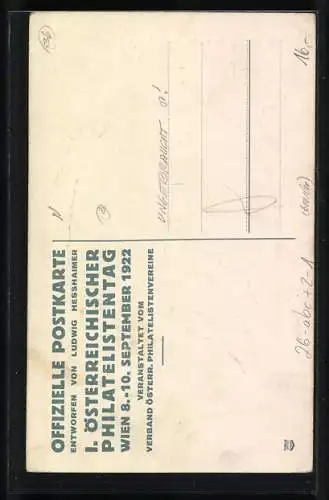 OFFIZIELLE POSTKARTE
ENTWORFEN VON LUDWIG HESSHAIMER
I. ÖSTERREICHISCHER
PHILATELISTENTAG
WIEN 8.-10. SEPTEMBER 1922
VERANSTALTET VOM
VERBAND ÖSTERR. PHILATELISTENVEREINE
UNGEBRAUCHT
16,-